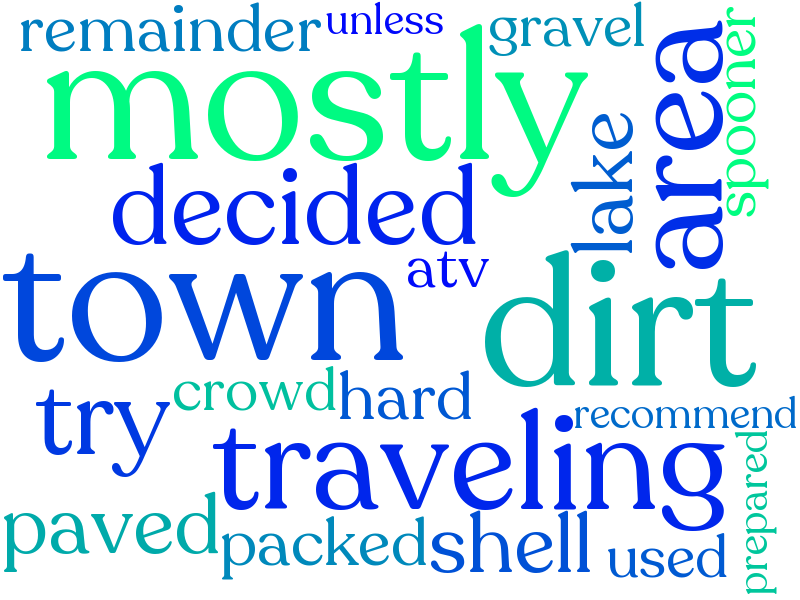 remainder
unless
gravel
mostly
area
spooner
lake
decided
town
atv
dirt
crowd
hard
try
recommend
traveling
prepared
paved
packed
shell
used